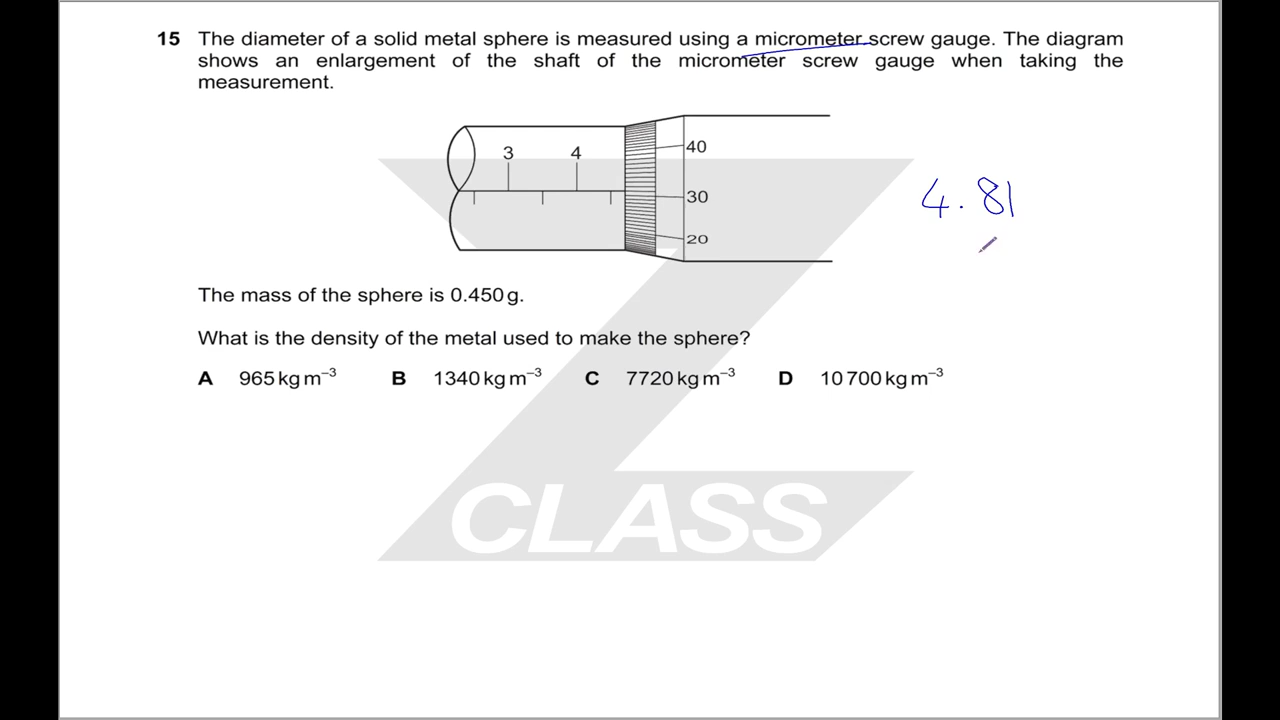 15 The diameter of a solid metal sphere is measured using a micrometer screw gauge. The diagram
shows an enlargement of the shaft of the micrometer screw gauge when taking the
measurement.
3 4
40
30
20
4.81
The mass of the sphere is 0.450 g.
What is the density of the metal used to make the sphere?
A 965 kg m⁻³ B 1340 kg m⁻³ C 7720 kg m⁻³ D 10 700 kg m⁻³
Z
CLASS